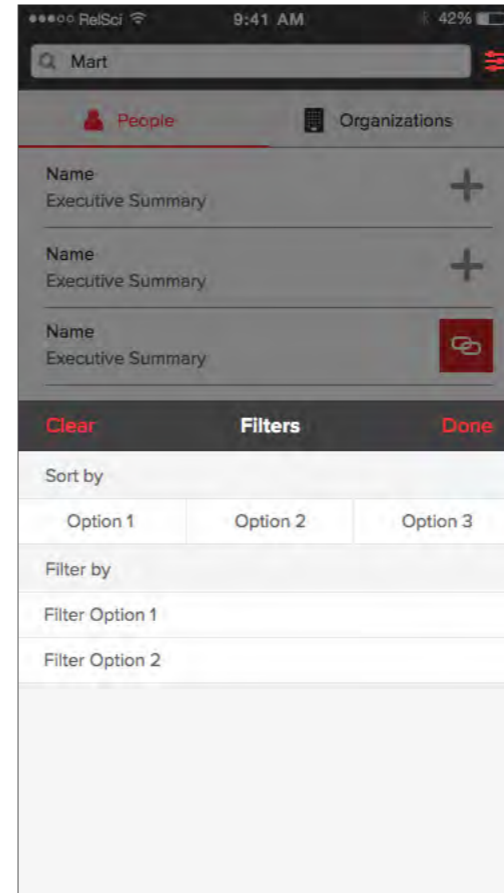 RelSci 9:41 AM 42%
Mart
People Organizations
Name
Executive Summary
Name
Executive Summary
Name
Executive Summary
Clear Filters Done
Sort by
Option 1 Option 2 Option 3
Filter by
Filter Option 1
Filter Option 2